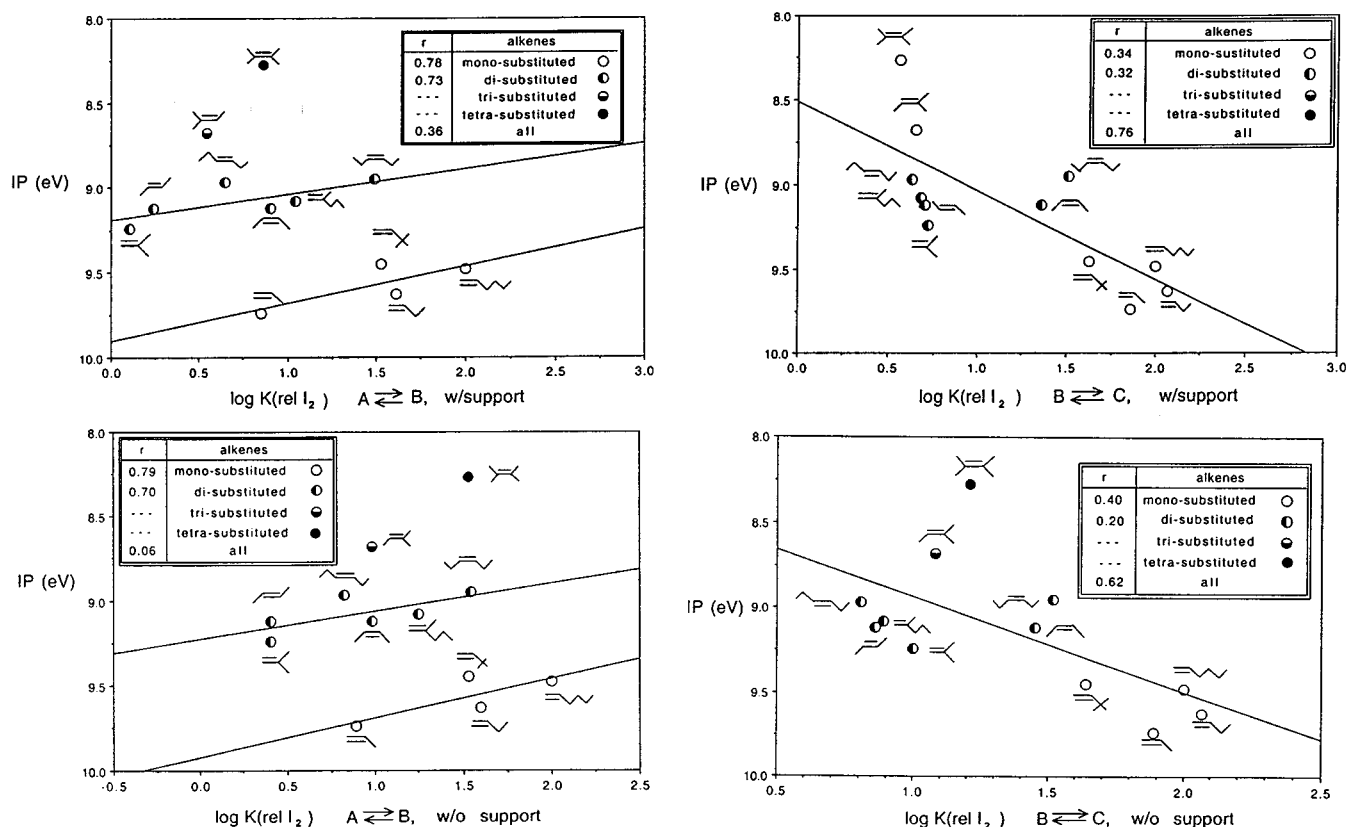 r alkenes
0.78 mono-substituted
0.73 di-substituted
--- tri-substituted
--- tetra-substituted
0.36 all
8.0
8.5
IP (eV)
9.0
9.5
10.0
0.0 0.5 1.0 1.5 2.0 2.5 3.0
log K(rel I₂) A ⇄ B, w/support
r alkenes
0.34 mono-sustituted
0.32 di-substituted
--- tri-substituted
--- tetra-substituted
0.76 all
8.0
8.5
IP (eV)
9.0
9.5
10.0
0.0 0.5 1.0 1.5 2.0 2.5 3.0
log K(rel I₂) B ⇄ C, w/support
r alkenes
0.79 mono-substituted
0.70 di-substituted
--- tri-substituted
--- tetra-substituted
0.06 all
8.0
8.5
IP (eV)
9.0
9.5
10.0
-0.5 0.0 0.5 1.0 1.5 2.0 2.5
log K(rel I₂) A ⇄ B, w/o support
r alkenes
0.40 mono-substituted
0.20 di-substituted
--- tri-substituted
--- tetra-substituted
0.62 all
8.0
8.5
IP (eV)
9.0
9.5
10.0
0.5 1.0 1.5 2.0 2.5
log K(rel I₂) B ⇄ C, w/o support